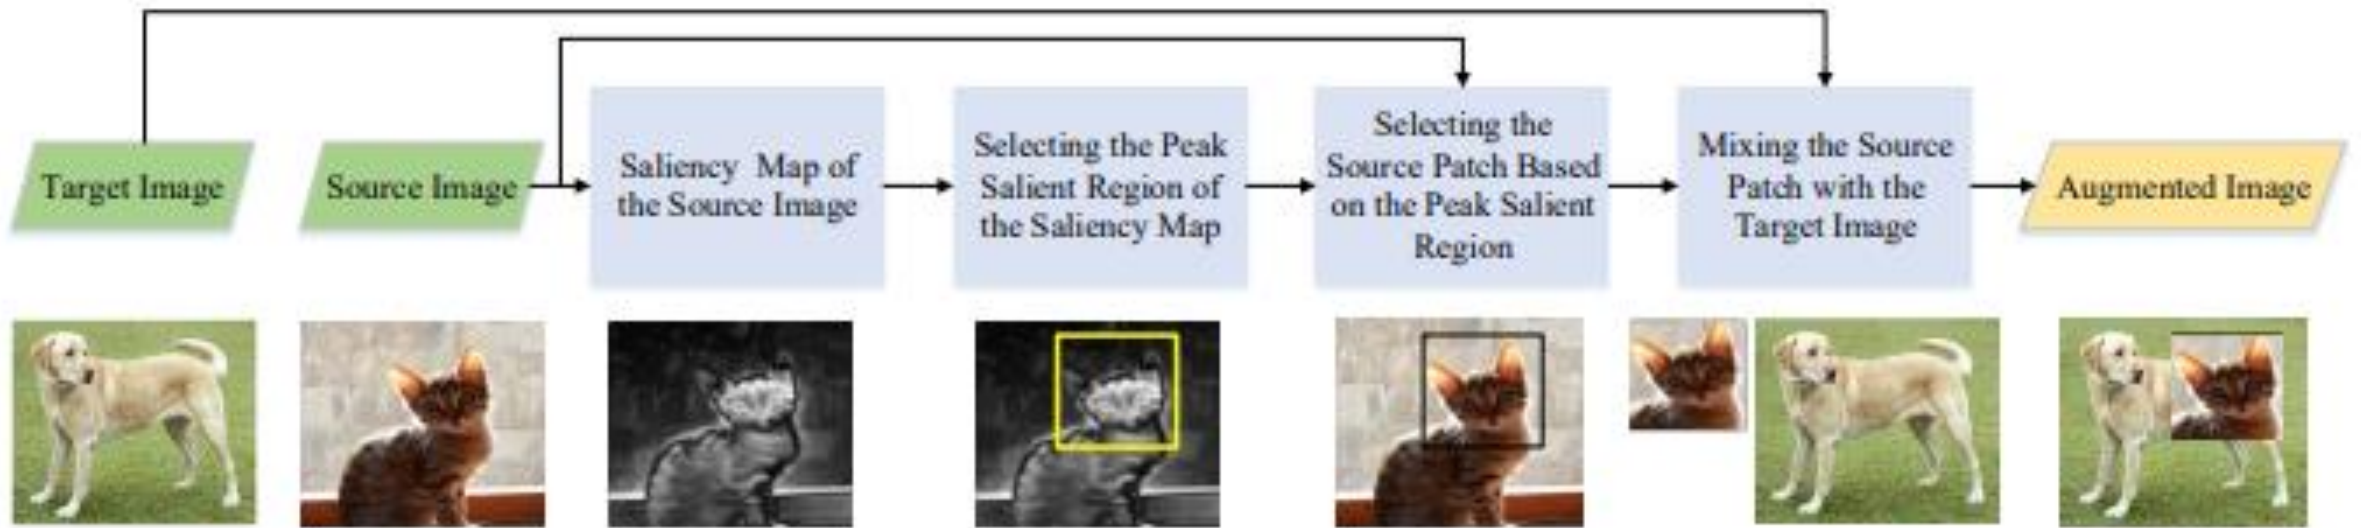 Target Image
Source Image
Saliency Map of
the Source Image
Selecting the Peak
Salient Region of
the Saliency Map
Selecting the
Source Patch Based
on the Peak Salient
Region
Mixing the Source
Patch with the
Target Image
Augmented Image